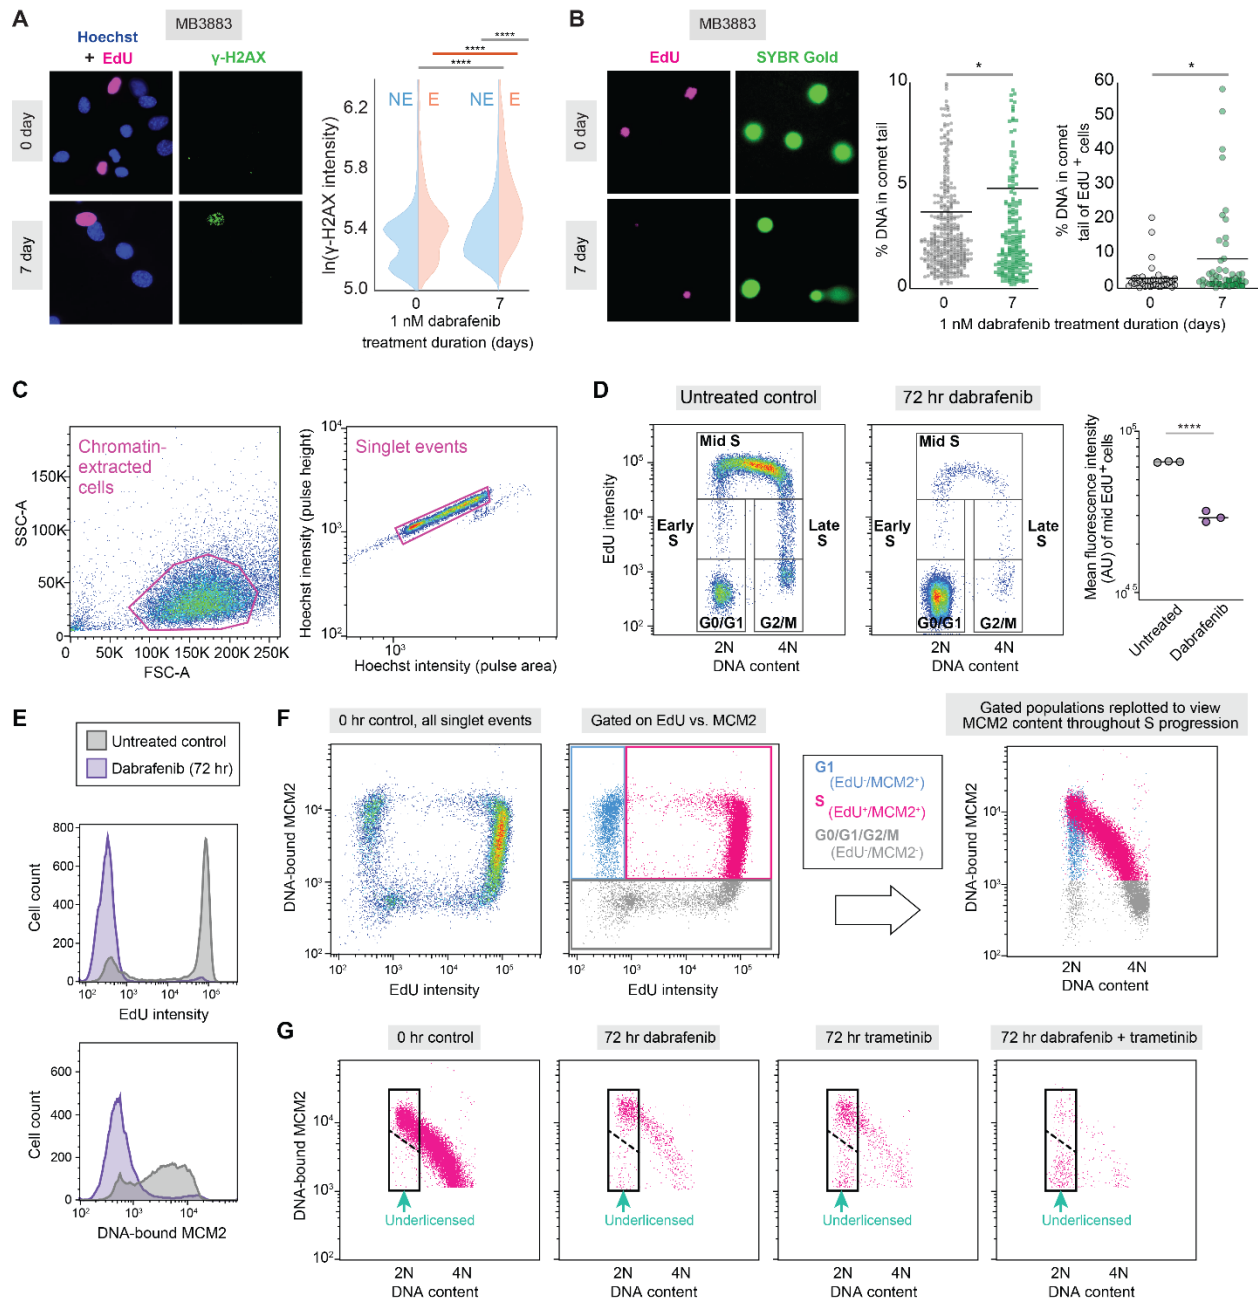 A
MB3883
Hoechst
+ EdU
γ-H2AX
0 day
7 day
****
****
****
NE
E
NE
E
ln(γ-H2AX intensity)
6.2
5.8
5.4
5.0
0
7
1 nM dabrafenib
treatment duration (days)
B
MB3883
EdU
SYBR Gold
0 day
7 day
*
% DNA in comet tail
10
5
0
0
7
*
% DNA in comet
tail of EdU+ cells
60
50
40
30
20
10
0
0
7
1 nM dabrafenib treatment duration (days)
C
Chromatin-
extracted
cells
SSC-A
150K
100K
50K
0
0
50K
100K
150K
200K
250K
FSC-A
Singlet events
Hoechst intensity (pulse height)
10⁴
10³
10²
10³
Hoechst intensity (pulse area)
D
Untreated control
72 hr dabrafenib
Mid S
Early
S
Late
S
G0/G1
G2/M
EdU intensity
10⁵
10⁴
10³
10²
2N
4N
DNA content
Mid S
Early
S
Late
S
G0/G1
G2/M
2N
4N
DNA content
****
Mean fluorescence intensity
(AU) of mid EdU+ cells
10⁵
10⁴·⁵
Untreated
Dabrafenib
E
Untreated control
Dabrafenib (72 hr)
Cell count
800
600
400
200
0
10²
10³
10⁴
10⁵
EdU intensity
Cell count
600
400
200
0
10²
10³
10⁴
DNA-bound MCM2
F
0 hr control, all singlet events
Gated on EdU vs. MCM2
DNA-bound MCM2
10⁴
10³
10²
10²
10³
10⁴
10⁵
EdU intensity
10²
10³
10⁴
10⁵
EdU intensity
G1
(EdU-/MCM2+)
S
(EdU+/MCM2+)
G0/G1/G2/M
(EdU-/MCM2-)
Gated populations replotted to view
MCM2 content throughout S progression
DNA-bound MCM2
10⁴
10³
10²
2N
4N
DNA content
G
0 hr control
72 hr dabrafenib
72 hr trametinib
72 hr dabrafenib + trametinib
DNA-bound MCM2
10⁴
10³
10²
Underlicensed
2N
4N
DNA content
Underlicensed
2N
4N
DNA content
Underlicensed
2N
4N
DNA content
Underlicensed
2N
4N
DNA content